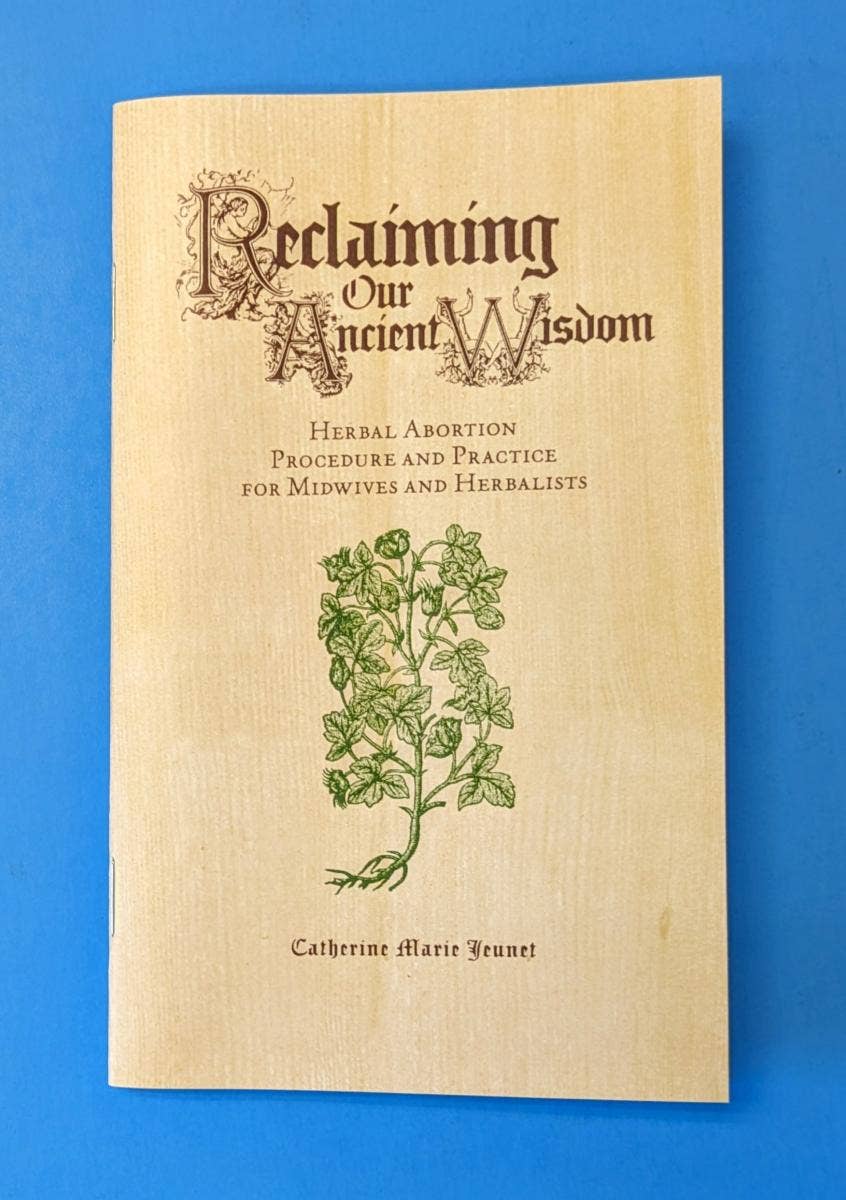 Reclaiming
Our
Ancient Wisdom
Herbal Abortion
Procedure and Practice
for Midwives and Herbalists
Catherine Marie Jeunet